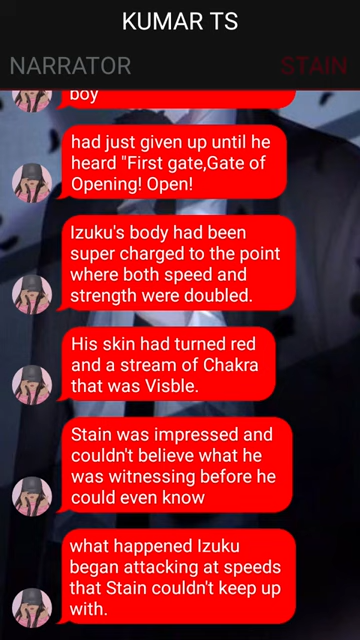 KUMAR TS
NARRATOR
STAIN
boy
had just given up until he
heard "First gate,Gate of
Opening! Open!
Izuku's body had been
super charged to the point
where both speed and
strength were doubled.
His skin had turned red
and a stream of Chakra
that was Visble.
Stain was impressed and
couldn't believe what he
was witnessing before he
could even know
what happened Izuku
began attacking at speeds
that Stain couldn't keep up
with.